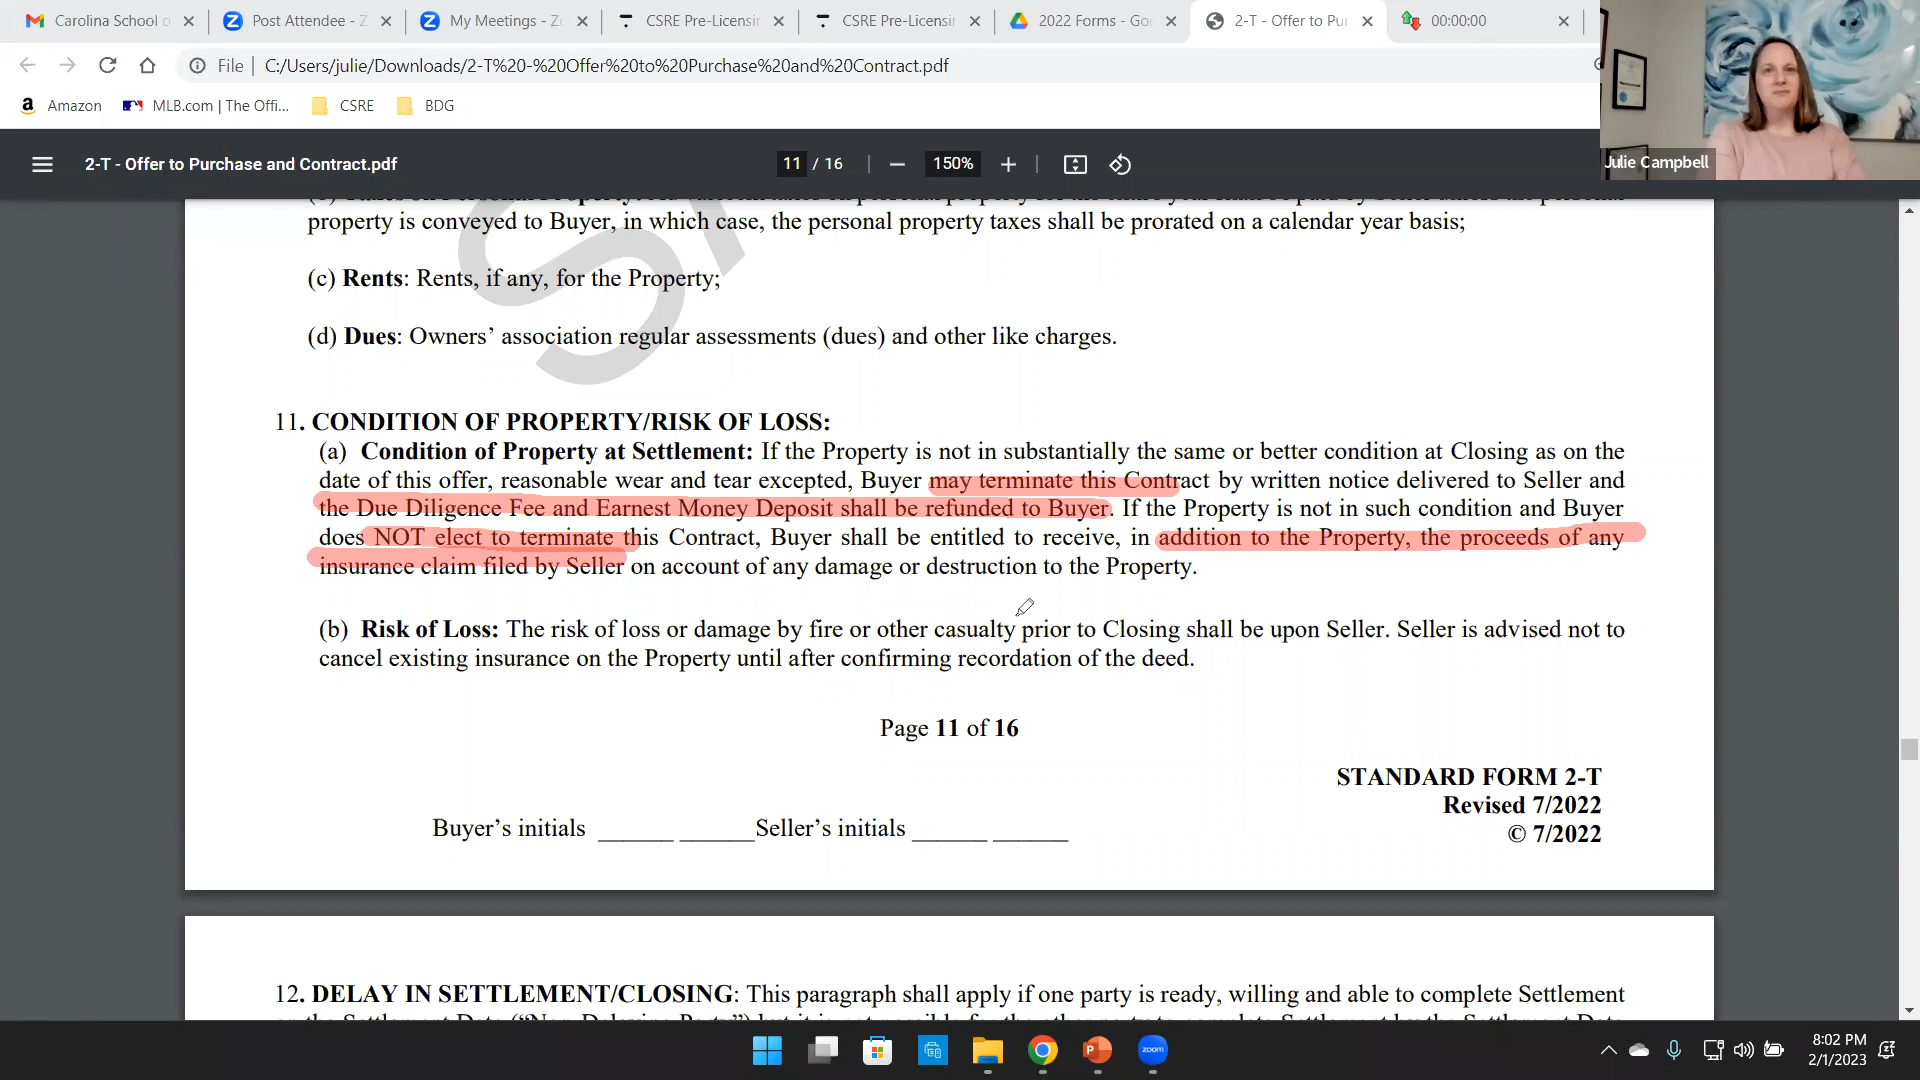 Carolina School o
Post Attendee - Z
My Meetings - Zo
CSRE Pre-Licensin
CSRE Pre-Licensin
2022 Forms - Goo
2-T - Offer to Pur
00:00:00
File | C:/Users/julie/Downloads/2-T%20-%20Offer%20to%20Purchase%20and%20Contract.pdf
Amazon
MLB.com | The Offi...
CSRE
BDG
Julie Campbell
2-T - Offer to Purchase and Contract.pdf
11 / 16
150%
property is conveyed to Buyer, in which case, the personal property taxes shall be prorated on a calendar year basis;
(c) Rents: Rents, if any, for the Property;
(d) Dues: Owners’ association regular assessments (dues) and other like charges.
11. CONDITION OF PROPERTY/RISK OF LOSS:
(a) Condition of Property at Settlement: If the Property is not in substantially the same or better condition at Closing as on the
date of this offer, reasonable wear and tear excepted, Buyer may terminate this Contract by written notice delivered to Seller and
the Due Diligence Fee and Earnest Money Deposit shall be refunded to Buyer. If the Property is not in such condition and Buyer
does NOT elect to terminate this Contract, Buyer shall be entitled to receive, in addition to the Property, the proceeds of any
insurance claim filed by Seller on account of any damage or destruction to the Property.
(b) Risk of Loss: The risk of loss or damage by fire or other casualty prior to Closing shall be upon Seller. Seller is advised not to
cancel existing insurance on the Property until after confirming recordation of the deed.
Page 11 of 16
STANDARD FORM 2-T
Revised 7/2022
© 7/2022
Buyer’s initials ______ ______ Seller’s initials ______ ______
12. DELAY IN SETTLEMENT/CLOSING: This paragraph shall apply if one party is ready, willing and able to complete Settlement
zoom
8:02 PM
2/1/2023